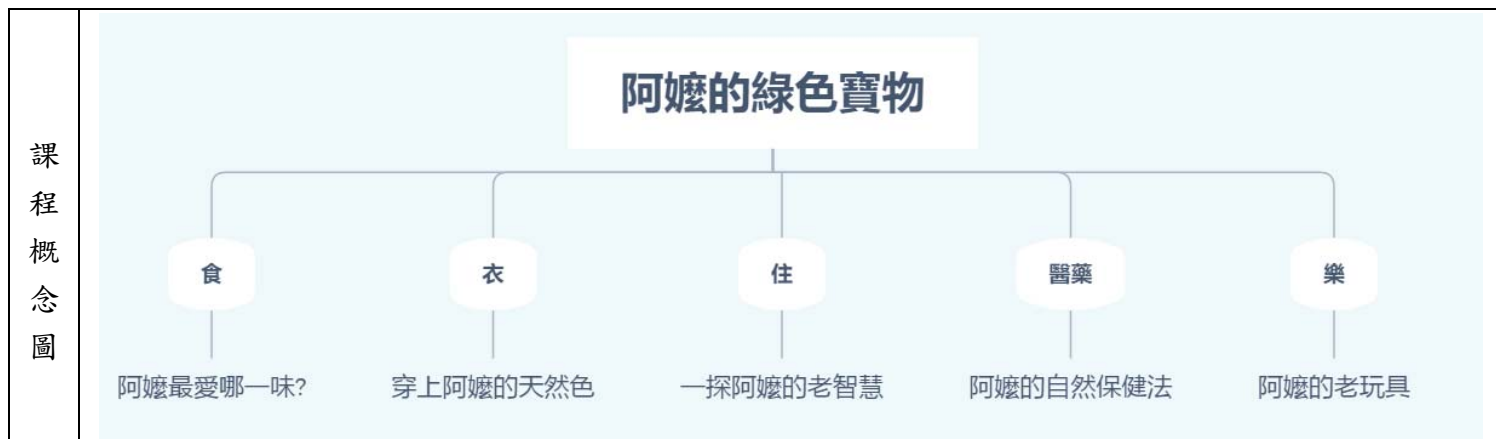 課程概念圖
阿嬤的綠色寶物
食
衣
住
醫藥
樂
阿嬤最愛哪一味?
穿上阿嬤的天然色
一探阿嬤的老智慧
阿嬤的自然保健法
阿嬤的老玩具